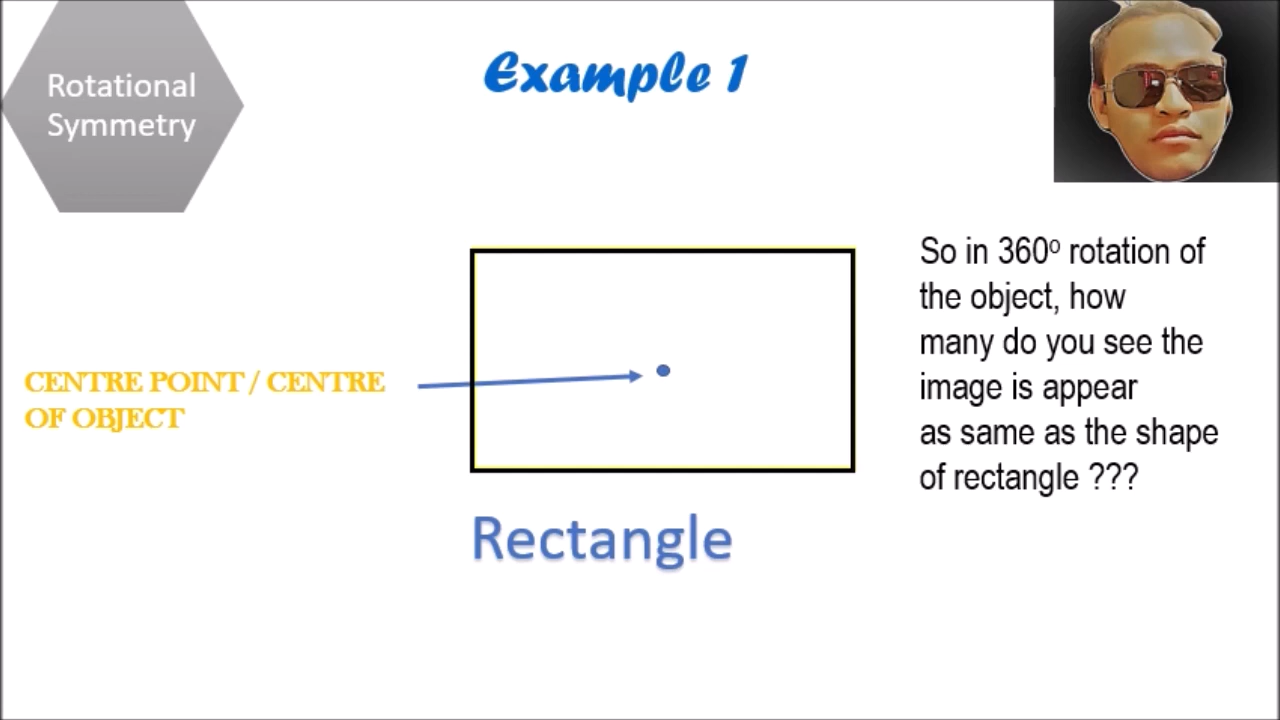 Rotational
Symmetry
Example 1
So in 360º rotation of
the object, how
many do you see the
image is appear
as same as the shape
of rectangle ???
CENTRE POINT / CENTRE
OF OBJECT
Rectangle